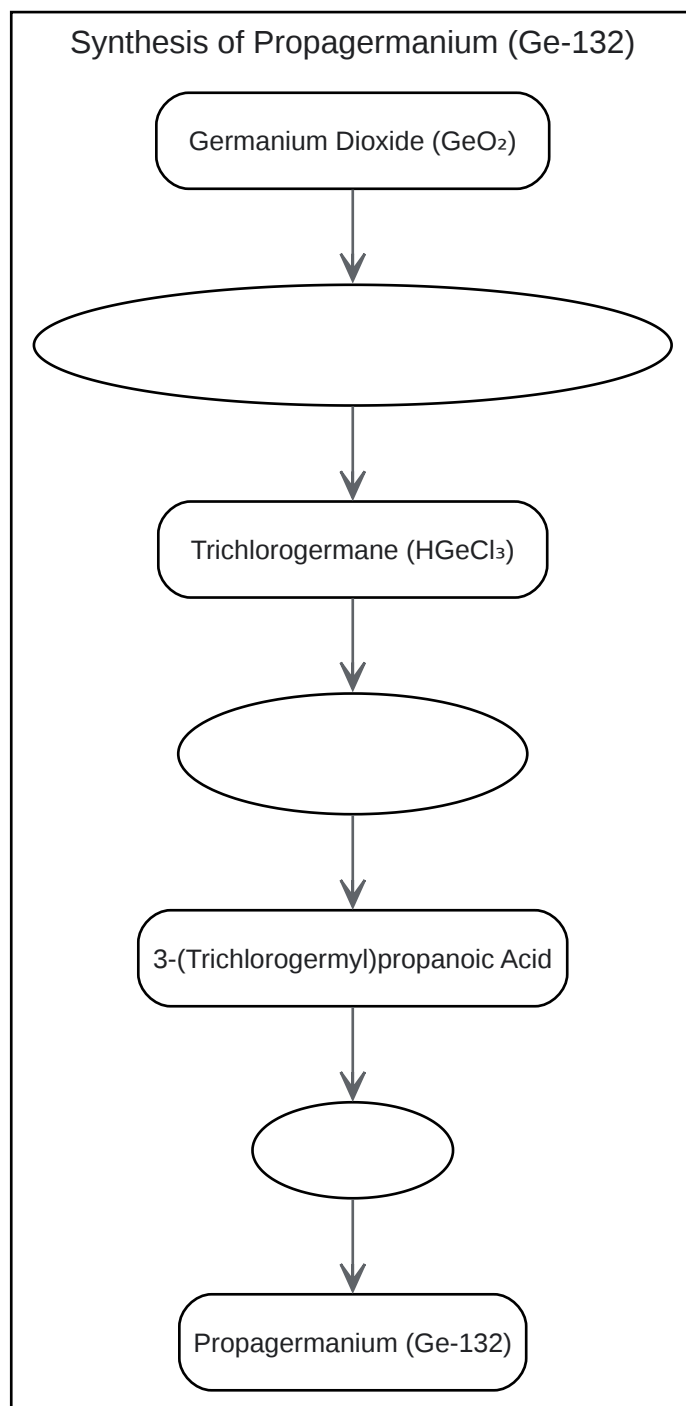 Synthesis of Propagermanium (Ge-132)
Germanium Dioxide (GeO₂)
Trichlorogermane (HGeCl₃)
3-(Trichlorogermyl)propanoic Acid
Propagermanium (Ge-132)